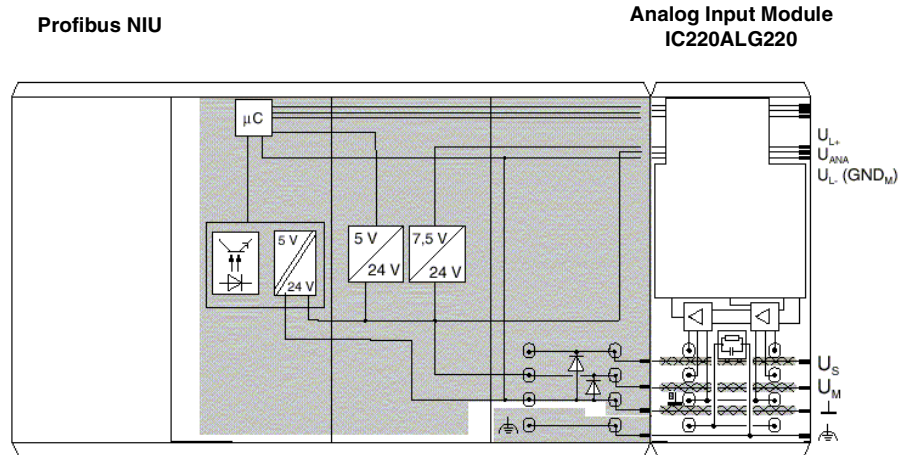 Profibus NIU
Analog Input Module
IC220ALG220
µC
U_L+
U_ANA
U_L- (GND_M)
5 V
24 V
5 V
24 V
7,5 V
24 V
U_S
U_M